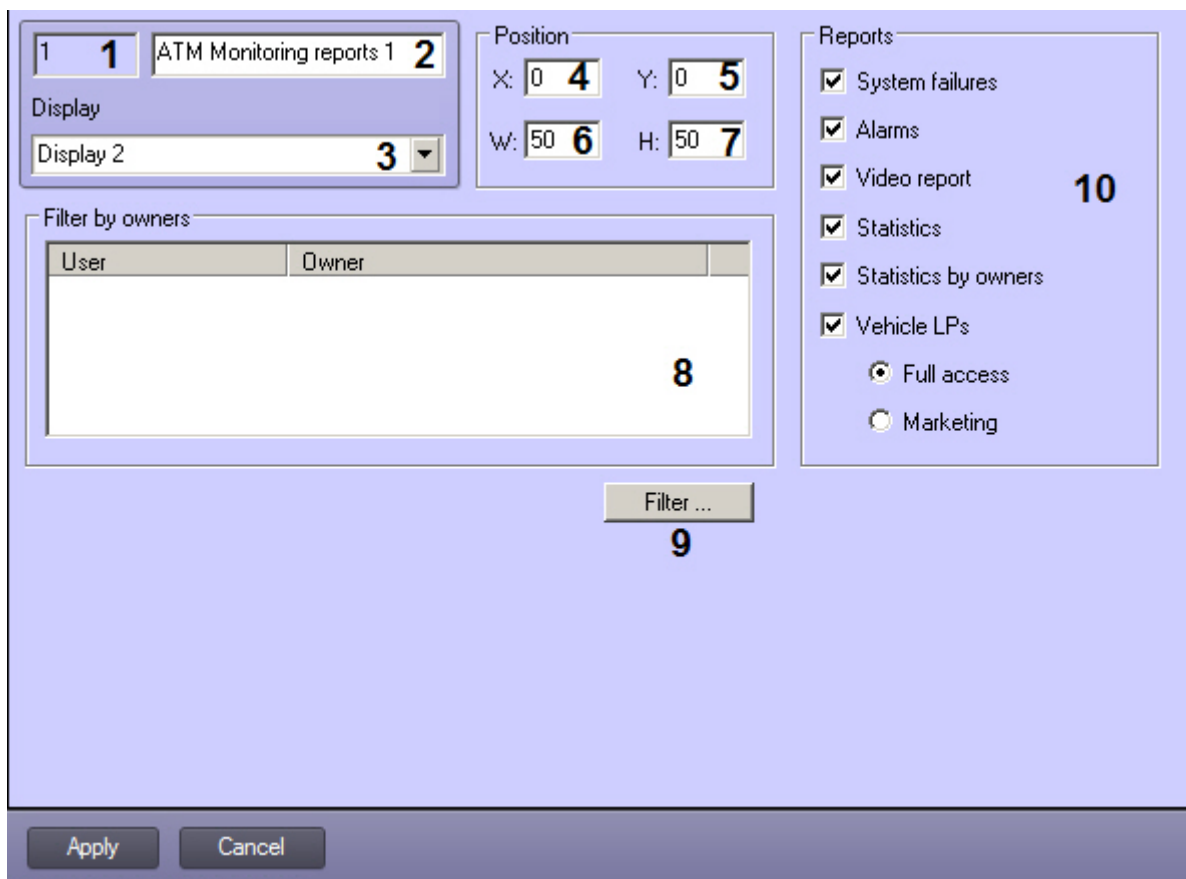 1 1 ATM Monitoring reports 1 2
Display
Display 2 3
Position
X: 0 4 Y: 0 5
W: 50 6 H: 50 7
Filter by owners
User Owner
8
Filter ...
9
Reports
System failures
Alarms
Video report
10
Statistics
Statistics by owners
Vehicle LPs
Full access
Marketing
Apply Cancel